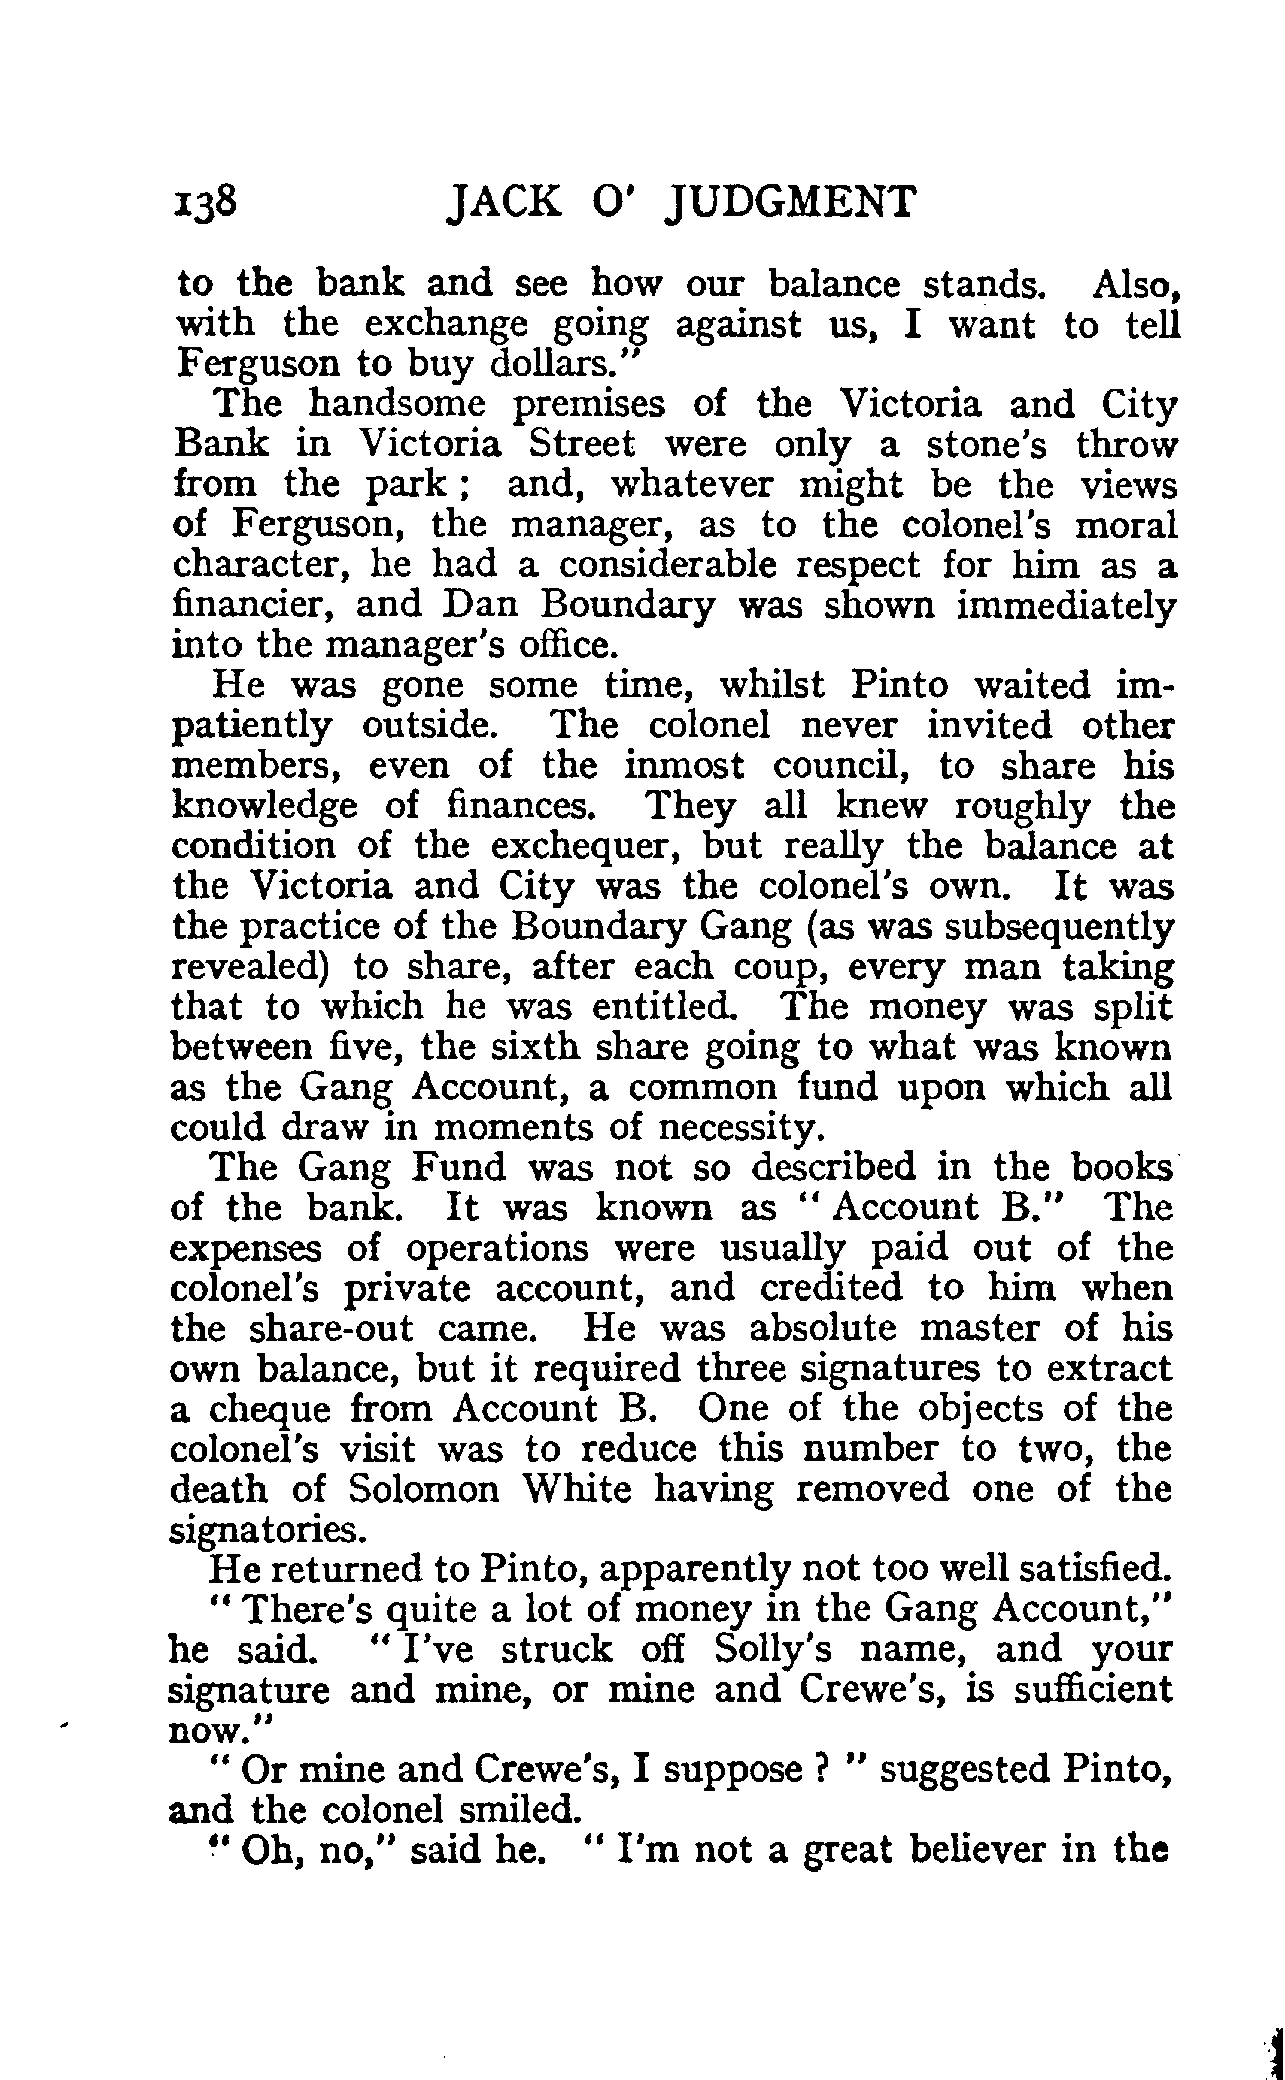 138 JACK O' JUDGMENT
to the bank and see how our balance stands. Also,
with the exchange going against us, I want to tell
Ferguson to buy dollars."
The handsome premises of the Victoria and City
Bank in Victoria Street were only a stone's throw
from the park ; and, whatever might be the views
of Ferguson, the manager, as to the colonel's moral
character, he had a considerable respect for him as a
financier, and Dan Boundary was shown immediately
into the manager's office.
He was gone some time, whilst Pinto waited im-
patiently outside. The colonel never invited other
members, even of the inmost council, to share his
knowledge of finances. They all knew roughly the
condition of the exchequer, but really the balance at
the Victoria and City was the colonel's own. It was
the practice of the Boundary Gang (as was subsequently
revealed) to share, after each coup, every man taking
that to which he was entitled. The money was split
between five, the sixth share going to what was known
as the Gang Account, a common fund upon which all
could draw in moments of necessity.
The Gang Fund was not so described in the books
of the bank. It was known as " Account B." The
expenses of operations were usually paid out of the
colonel's private account, and credited to him when
the share-out came. He was absolute master of his
own balance, but it required three signatures to extract
a cheque from Account B. One of the objects of the
colonel's visit was to reduce this number to two, the
death of Solomon White having removed one of the
signatories.
He returned to Pinto, apparently not too well satisfied.
" There's quite a lot of money in the Gang Account,"
he said. " I've struck off Solly's name, and your
signature and mine, or mine and Crewe's, is sufficient
now."
" Or mine and Crewe's, I suppose ? " suggested Pinto,
and the colonel smiled.
" Oh, no," said he. " I'm not a great believer in the